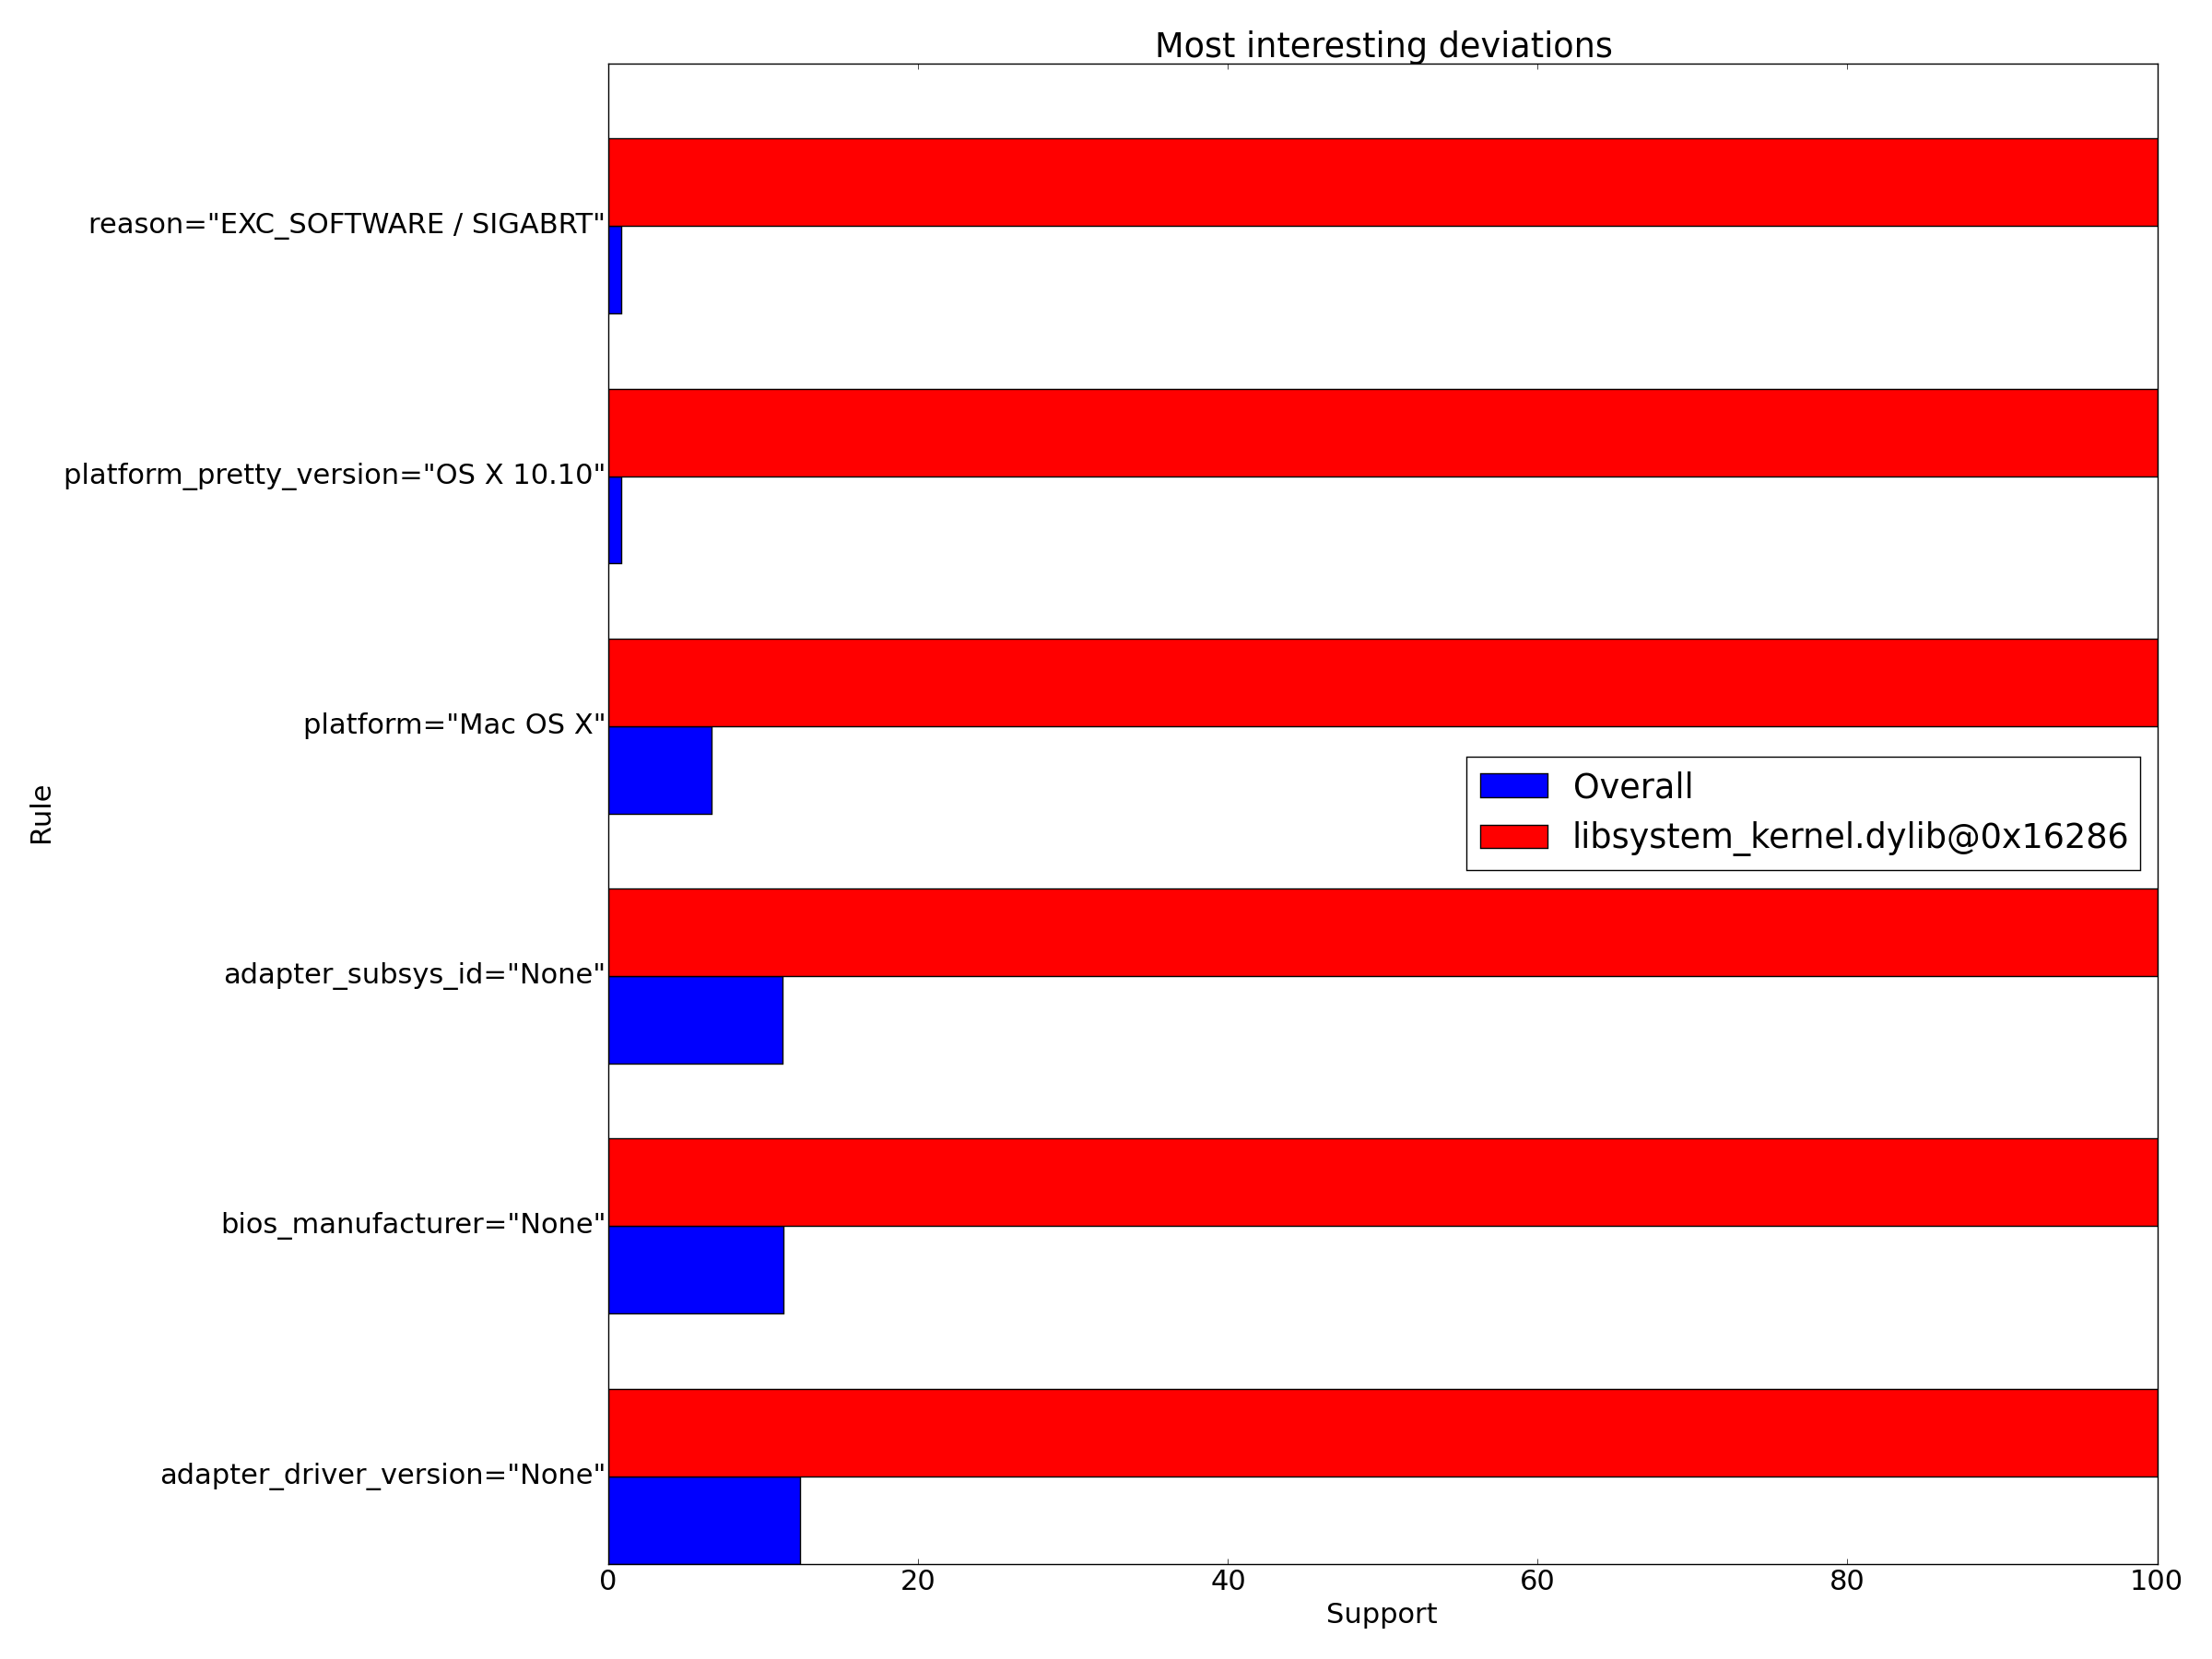 Most interesting deviations
reason="EXC_SOFTWARE / SIGABRT"
platform_pretty_version="OS X 10.10"
platform="Mac OS X"
Rule
Overall
libsystem_kernel.dylib@0x16286
adapter_subsys_id="None"
bios_manufacturer="None"
adapter_driver_version="None"
0 20 40 60 80 100
Support